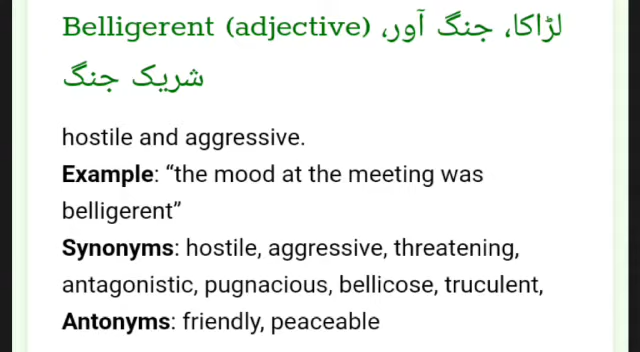 Belligerent (adjective) لڑاکا، جنگ آور،
شریک جنگ
hostile and aggressive.
Example: “the mood at the meeting was
belligerent”
Synonyms: hostile, aggressive, threatening,
antagonistic, pugnacious, bellicose, truculent,
Antonyms: friendly, peaceable